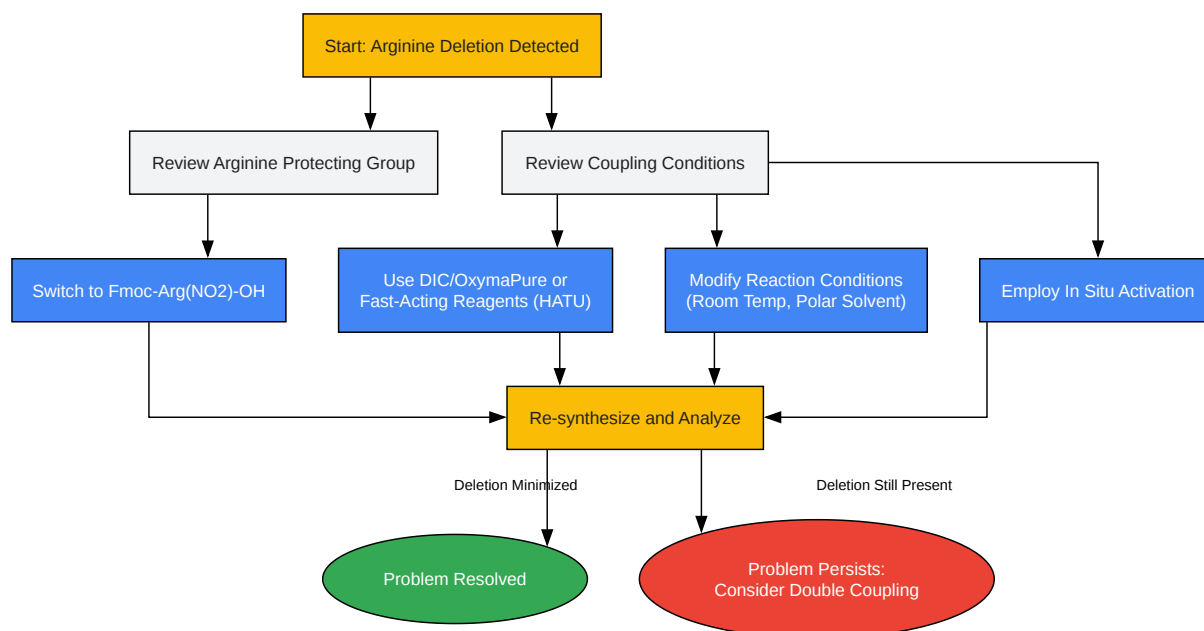 Start: Arginine Deletion Detected
Review Arginine Protecting Group
Review Coupling Conditions
Switch to Fmoc-Arg(NO2)-OH
Use DIC/OxymaPure or
Fast-Acting Reagents (HATU)
Modify Reaction Conditions
(Room Temp, Polar Solvent)
Employ In Situ Activation
Re-synthesize and Analyze
Deletion Minimized
Deletion Still Present
Problem Resolved
Problem Persists:
Consider Double Coupling